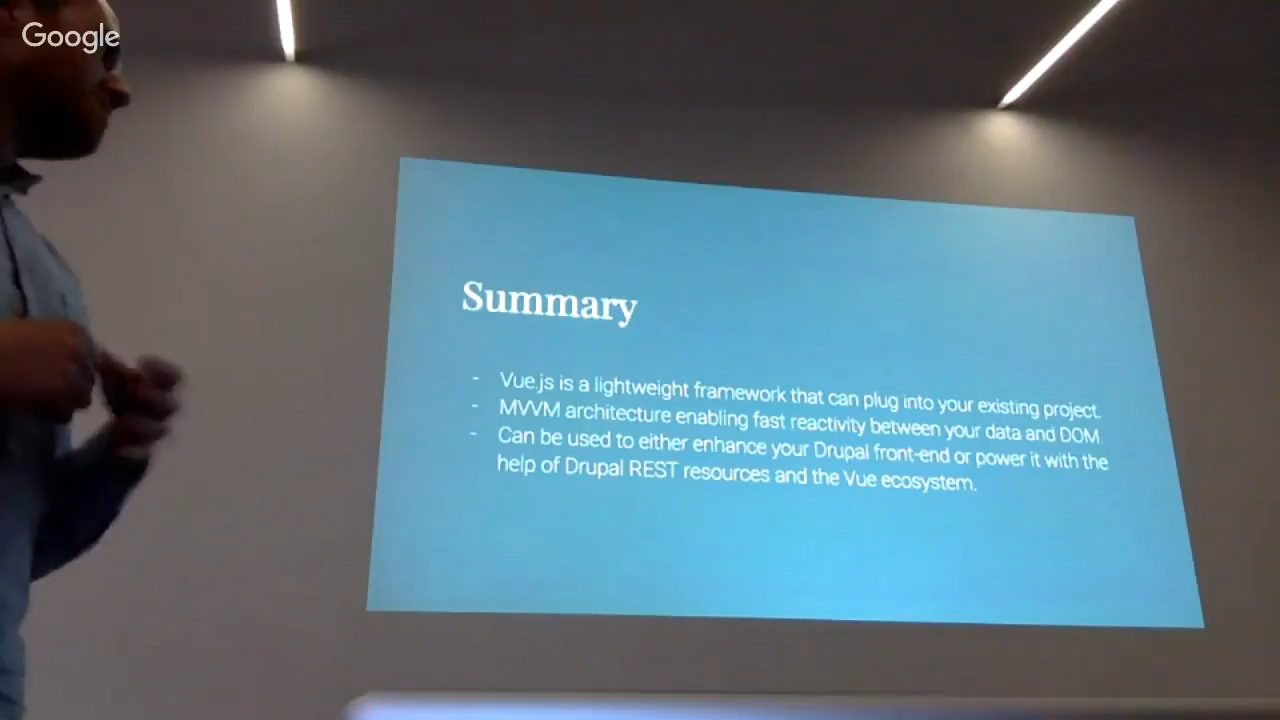 Google
Summary
- Vue.js is a lightweight framework that can plug into your existing project.
- MVVM architecture enabling fast reactivity between your data and DOM.
- Can be used to either enhance your Drupal front-end or power it with the
help of Drupal REST resources and the Vue ecosystem.